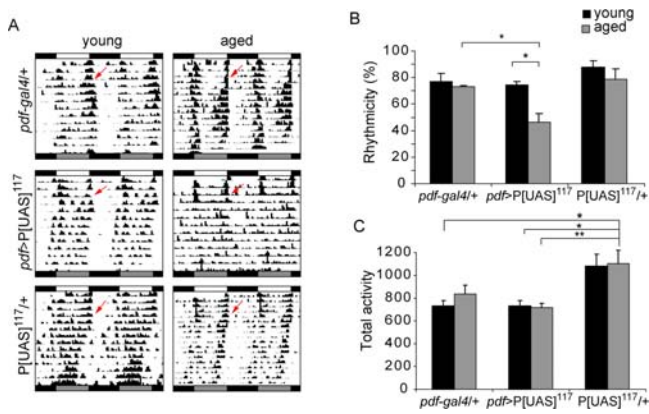 A
young aged
pdf-gal4/+
pdf>P[UAS]117
P[UAS]117/+
B
young
aged
* *
Rhythmicity (%)
100
80
60
40
20
0
pdf-gal4/+ pdf>P[UAS]117 P[UAS]117/+
C
*
*
**
Total activity
1200
1000
800
600
400
200
0
pdf-gal4/+ pdf>P[UAS]117 P[UAS]117/+